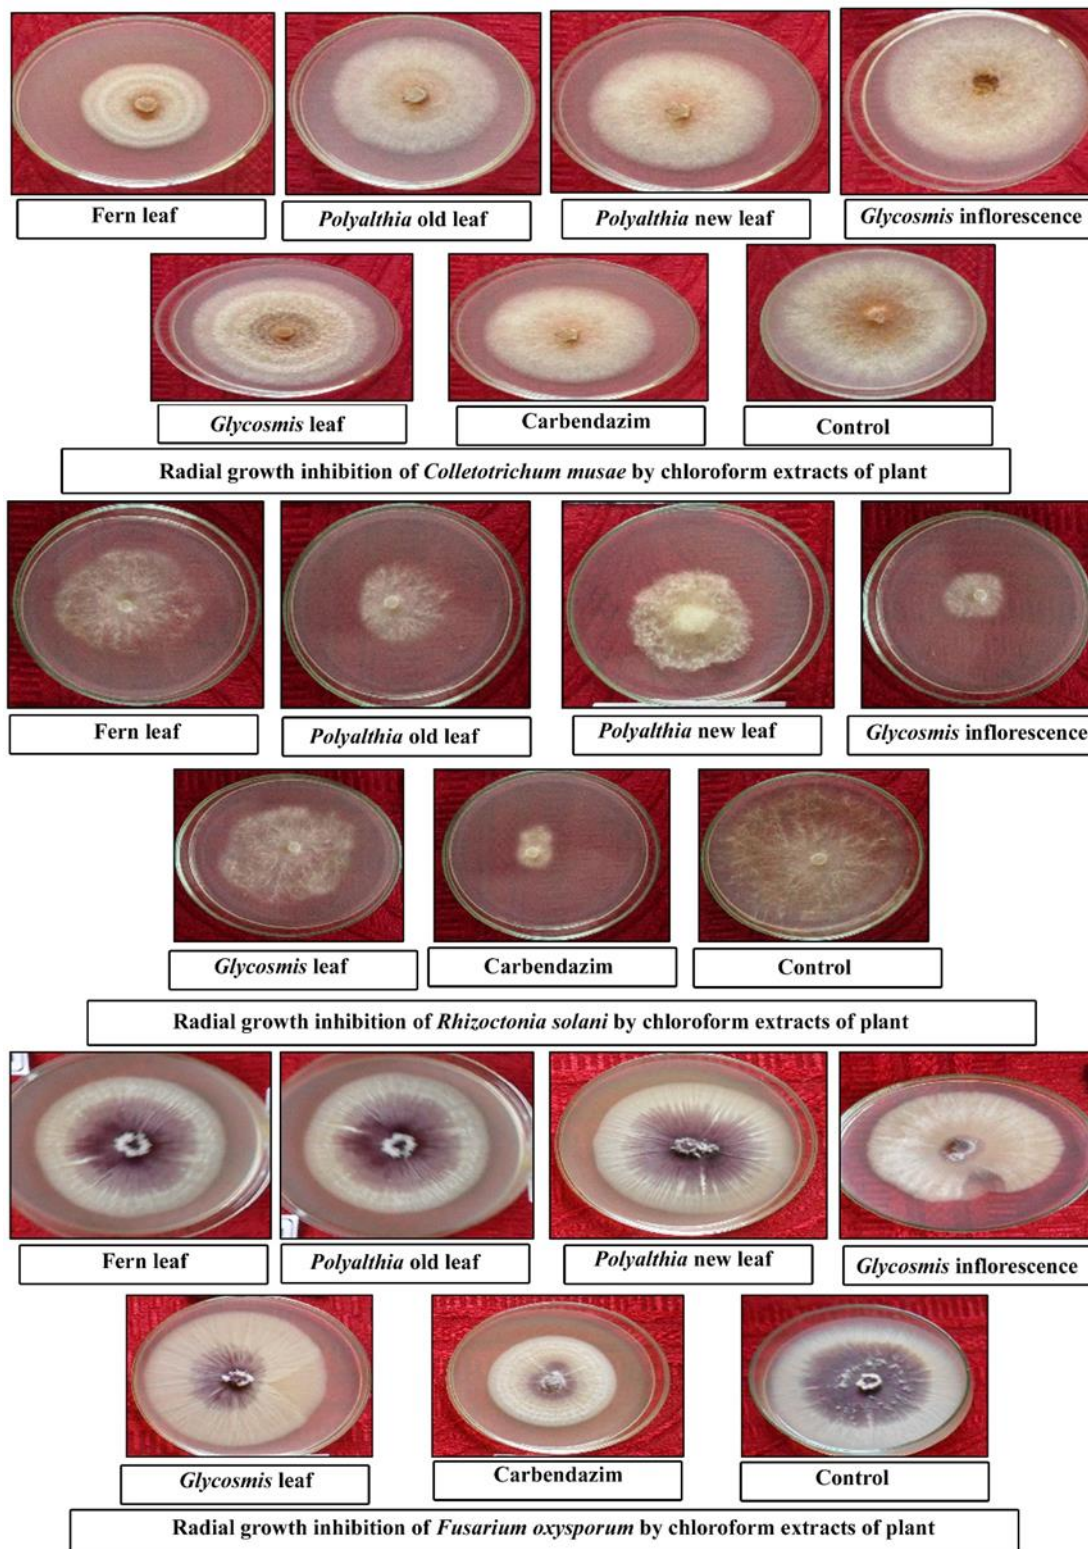 Fern leaf
Polyalthia old leaf
Polyalthia new leaf
Glycosmis inflorescence
Glycosmis leaf
Carbendazim
Control
Radial growth inhibition of Colletotrichum musae by chloroform extracts of plant
Fern leaf
Polyalthia old leaf
Polyalthia new leaf
Glycosmis inflorescence
Glycosmis leaf
Carbendazim
Control
Radial growth inhibition of Rhizoctonia solani by chloroform extracts of plant
Fern leaf
Polyalthia old leaf
Polyalthia new leaf
Glycosmis inflorescence
Glycosmis leaf
Carbendazim
Control
Radial growth inhibition of Fusarium oxysporum by chloroform extracts of plant